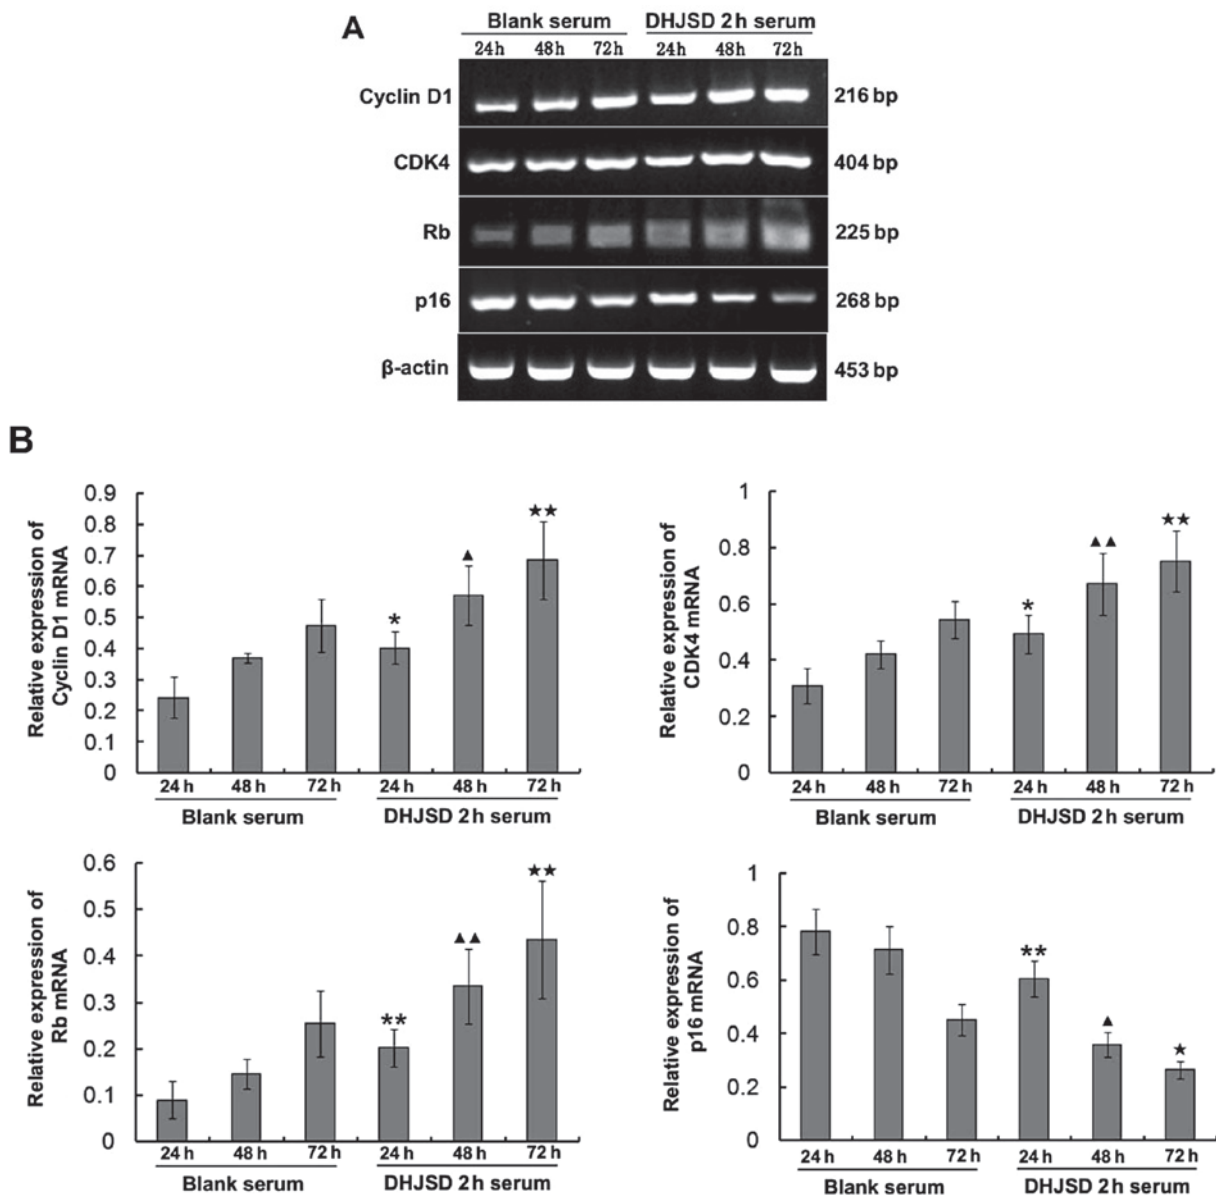 A
Blank serum DHJSD 2h serum
24h 48h 72h 24h 48h 72h
Cyclin D1 216 bp
CDK4 404 bp
Rb 225 bp
p16 268 bp
β-actin 453 bp
B
Relative expression of
Cyclin D1 mRNA
0.9
0.8
0.7
0.6
0.5
0.4
0.3
0.2
0.1
0
* ▲ ★★
24 h 48 h 72 h 24 h 48 h 72 h
Blank serum DHJSD 2h serum
Relative expression of
CDK4 mRNA
1
0.8
0.6
0.4
0.2
0
* ▲▲ ★★
24 h 48 h 72 h 24 h 48 h 72 h
Blank serum DHJSD 2h serum
Relative expression of
Rb mRNA
0.6
0.5
0.4
0.3
0.2
0.1
0
** ▲▲ ★★
24 h 48 h 72 h 24 h 48 h 72 h
Blank serum DHJSD 2h serum
Relative expression of
p16 mRNA
1
0.8
0.6
0.4
0.2
0
** ▲ ★
24 h 48 h 72 h 24 h 48 h 72 h
Blank serum DHJSD 2h serum